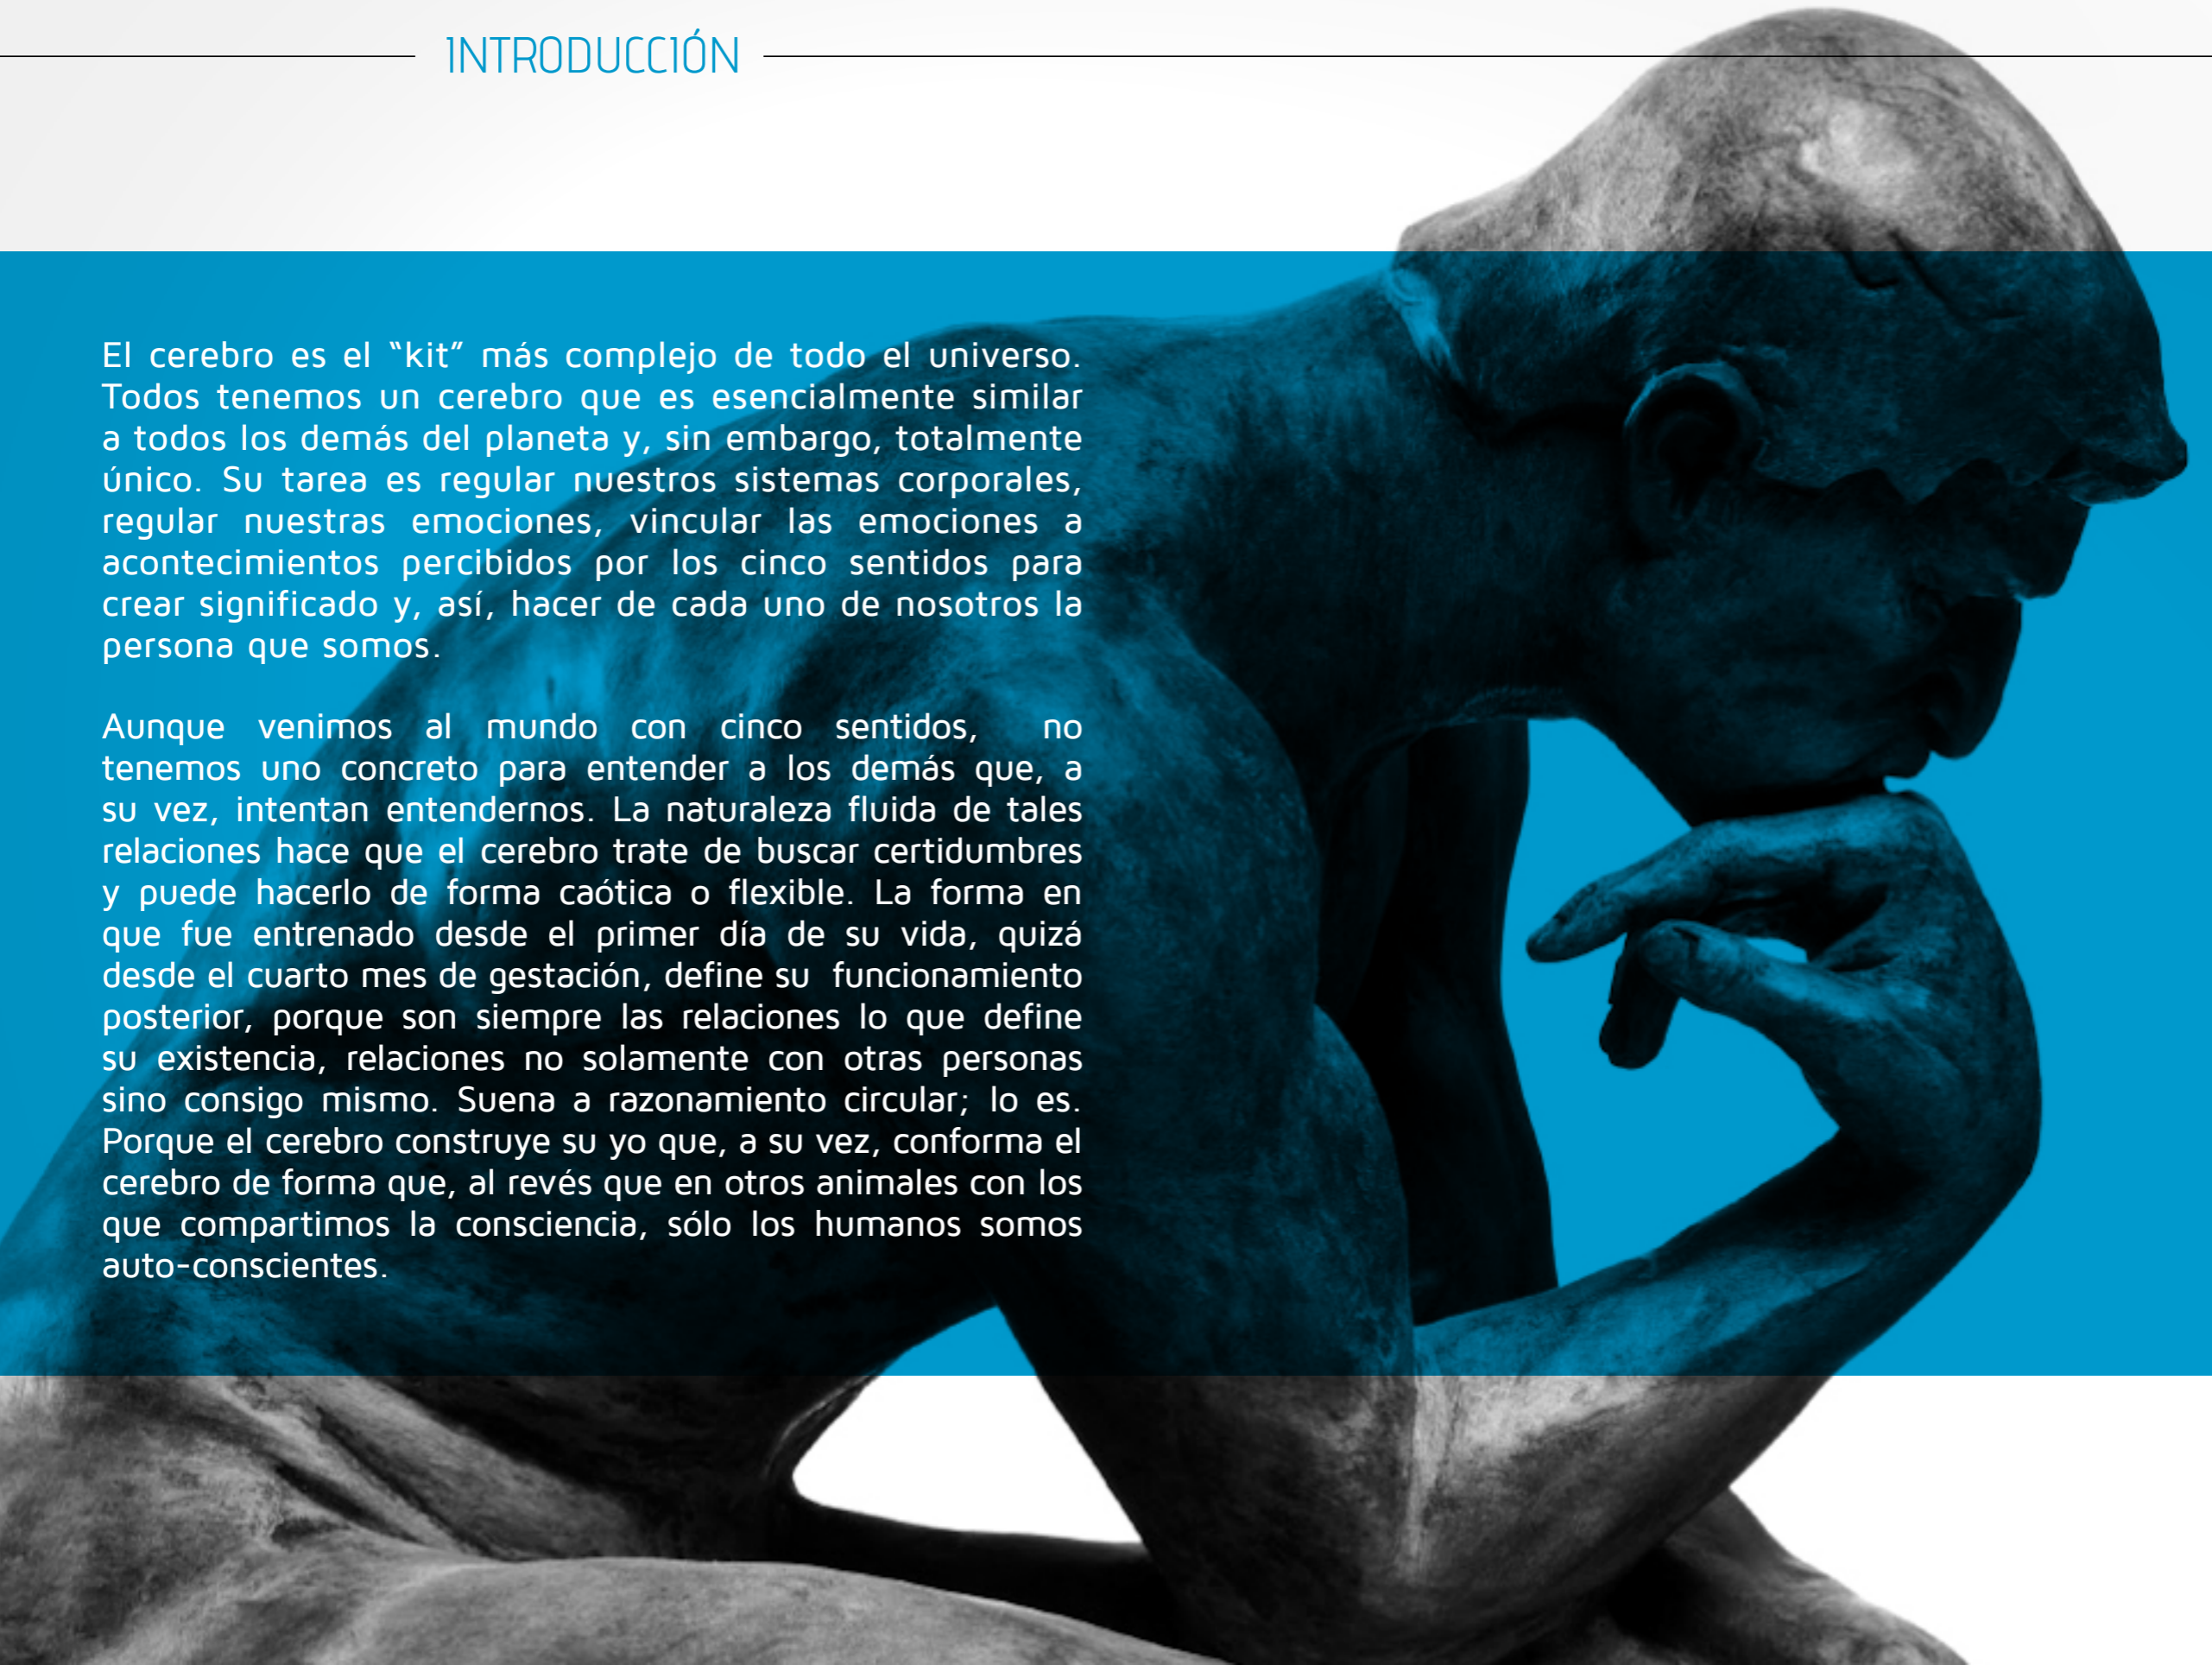 INTRODUCCIÓN
El cerebro es el “kit” más complejo de todo el universo.
Todos tenemos un cerebro que es esencialmente similar
a todos los demás del planeta y, sin embargo, totalmente
único. Su tarea es regular nuestros sistemas corporales,
regular nuestras emociones, vincular las emociones a
acontecimientos percibidos por los cinco sentidos para
crear significado y, así, hacer de cada uno de nosotros la
persona que somos.
Aunque venimos al mundo con cinco sentidos, no
tenemos uno concreto para entender a los demás que, a
su vez, intentan entendernos. La naturaleza fluida de tales
relaciones hace que el cerebro trate de buscar certidumbres
y puede hacerlo de forma caótica o flexible. La forma en
que fue entrenado desde el primer día de su vida, quizá
desde el cuarto mes de gestación, define su funcionamiento
posterior, porque son siempre las relaciones lo que define
su existencia, relaciones no solamente con otras personas
sino consigo mismo. Suena a razonamiento circular; lo es.
Porque el cerebro construye su yo que, a su vez, conforma el
cerebro de forma que, al revés que en otros animales con los
que compartimos la consciencia, sólo los humanos somos
auto-conscientes.